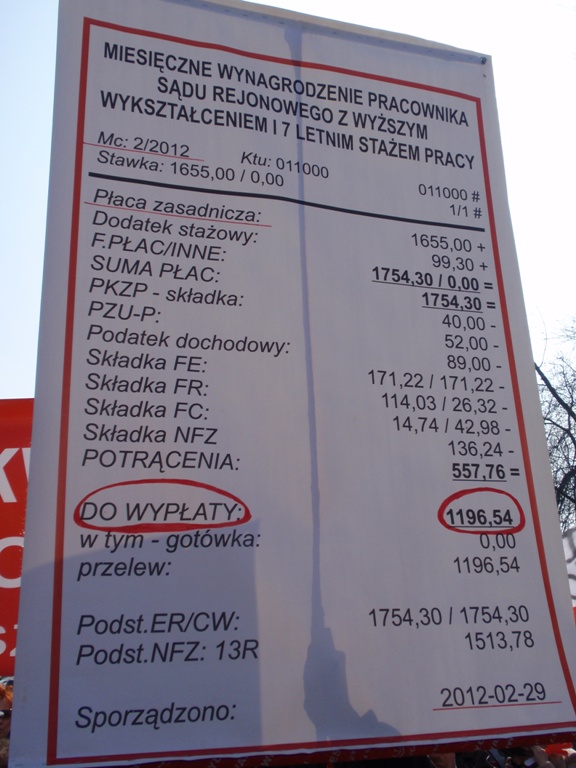 MIESIĘCZNE WYNAGRODZENIE PRACOWNIKA
SĄDU REJONOWEGO Z WYŻSZYM
WYKSZTAŁCENIEM I 7 LETNIM STAŻEM PRACY
Mc: 2/2012 Ktu: 011000 011000 #
Stawka: 1655,00 / 0,00 1/1 #
Płaca zasadnicza: 1655,00 +
Dodatek stażowy: 99,30 +
F.PŁAC/INNE: 1754,30 / 0,00 =
SUMA PŁAC: 1754,30 =
PKZP - składka: 40,00 -
PZU-P: 52,00 -
Podatek dochodowy: 89,00 -
Składka FE: 171,22 / 171,22 -
Składka FR: 114,03 / 26,32 -
Składka FC: 14,74 / 42,98 -
Składka NFZ 136,24 -
POTRĄCENIA: 557,76 =
DO WYPŁATY: 1196,54
w tym - gotówka: 0,00
przelew: 1196,54
Podst.ER/CW: 1754,30 / 1754,30
Podst.NFZ: 13R 1513,78
Sporządzono: 2012-02-29